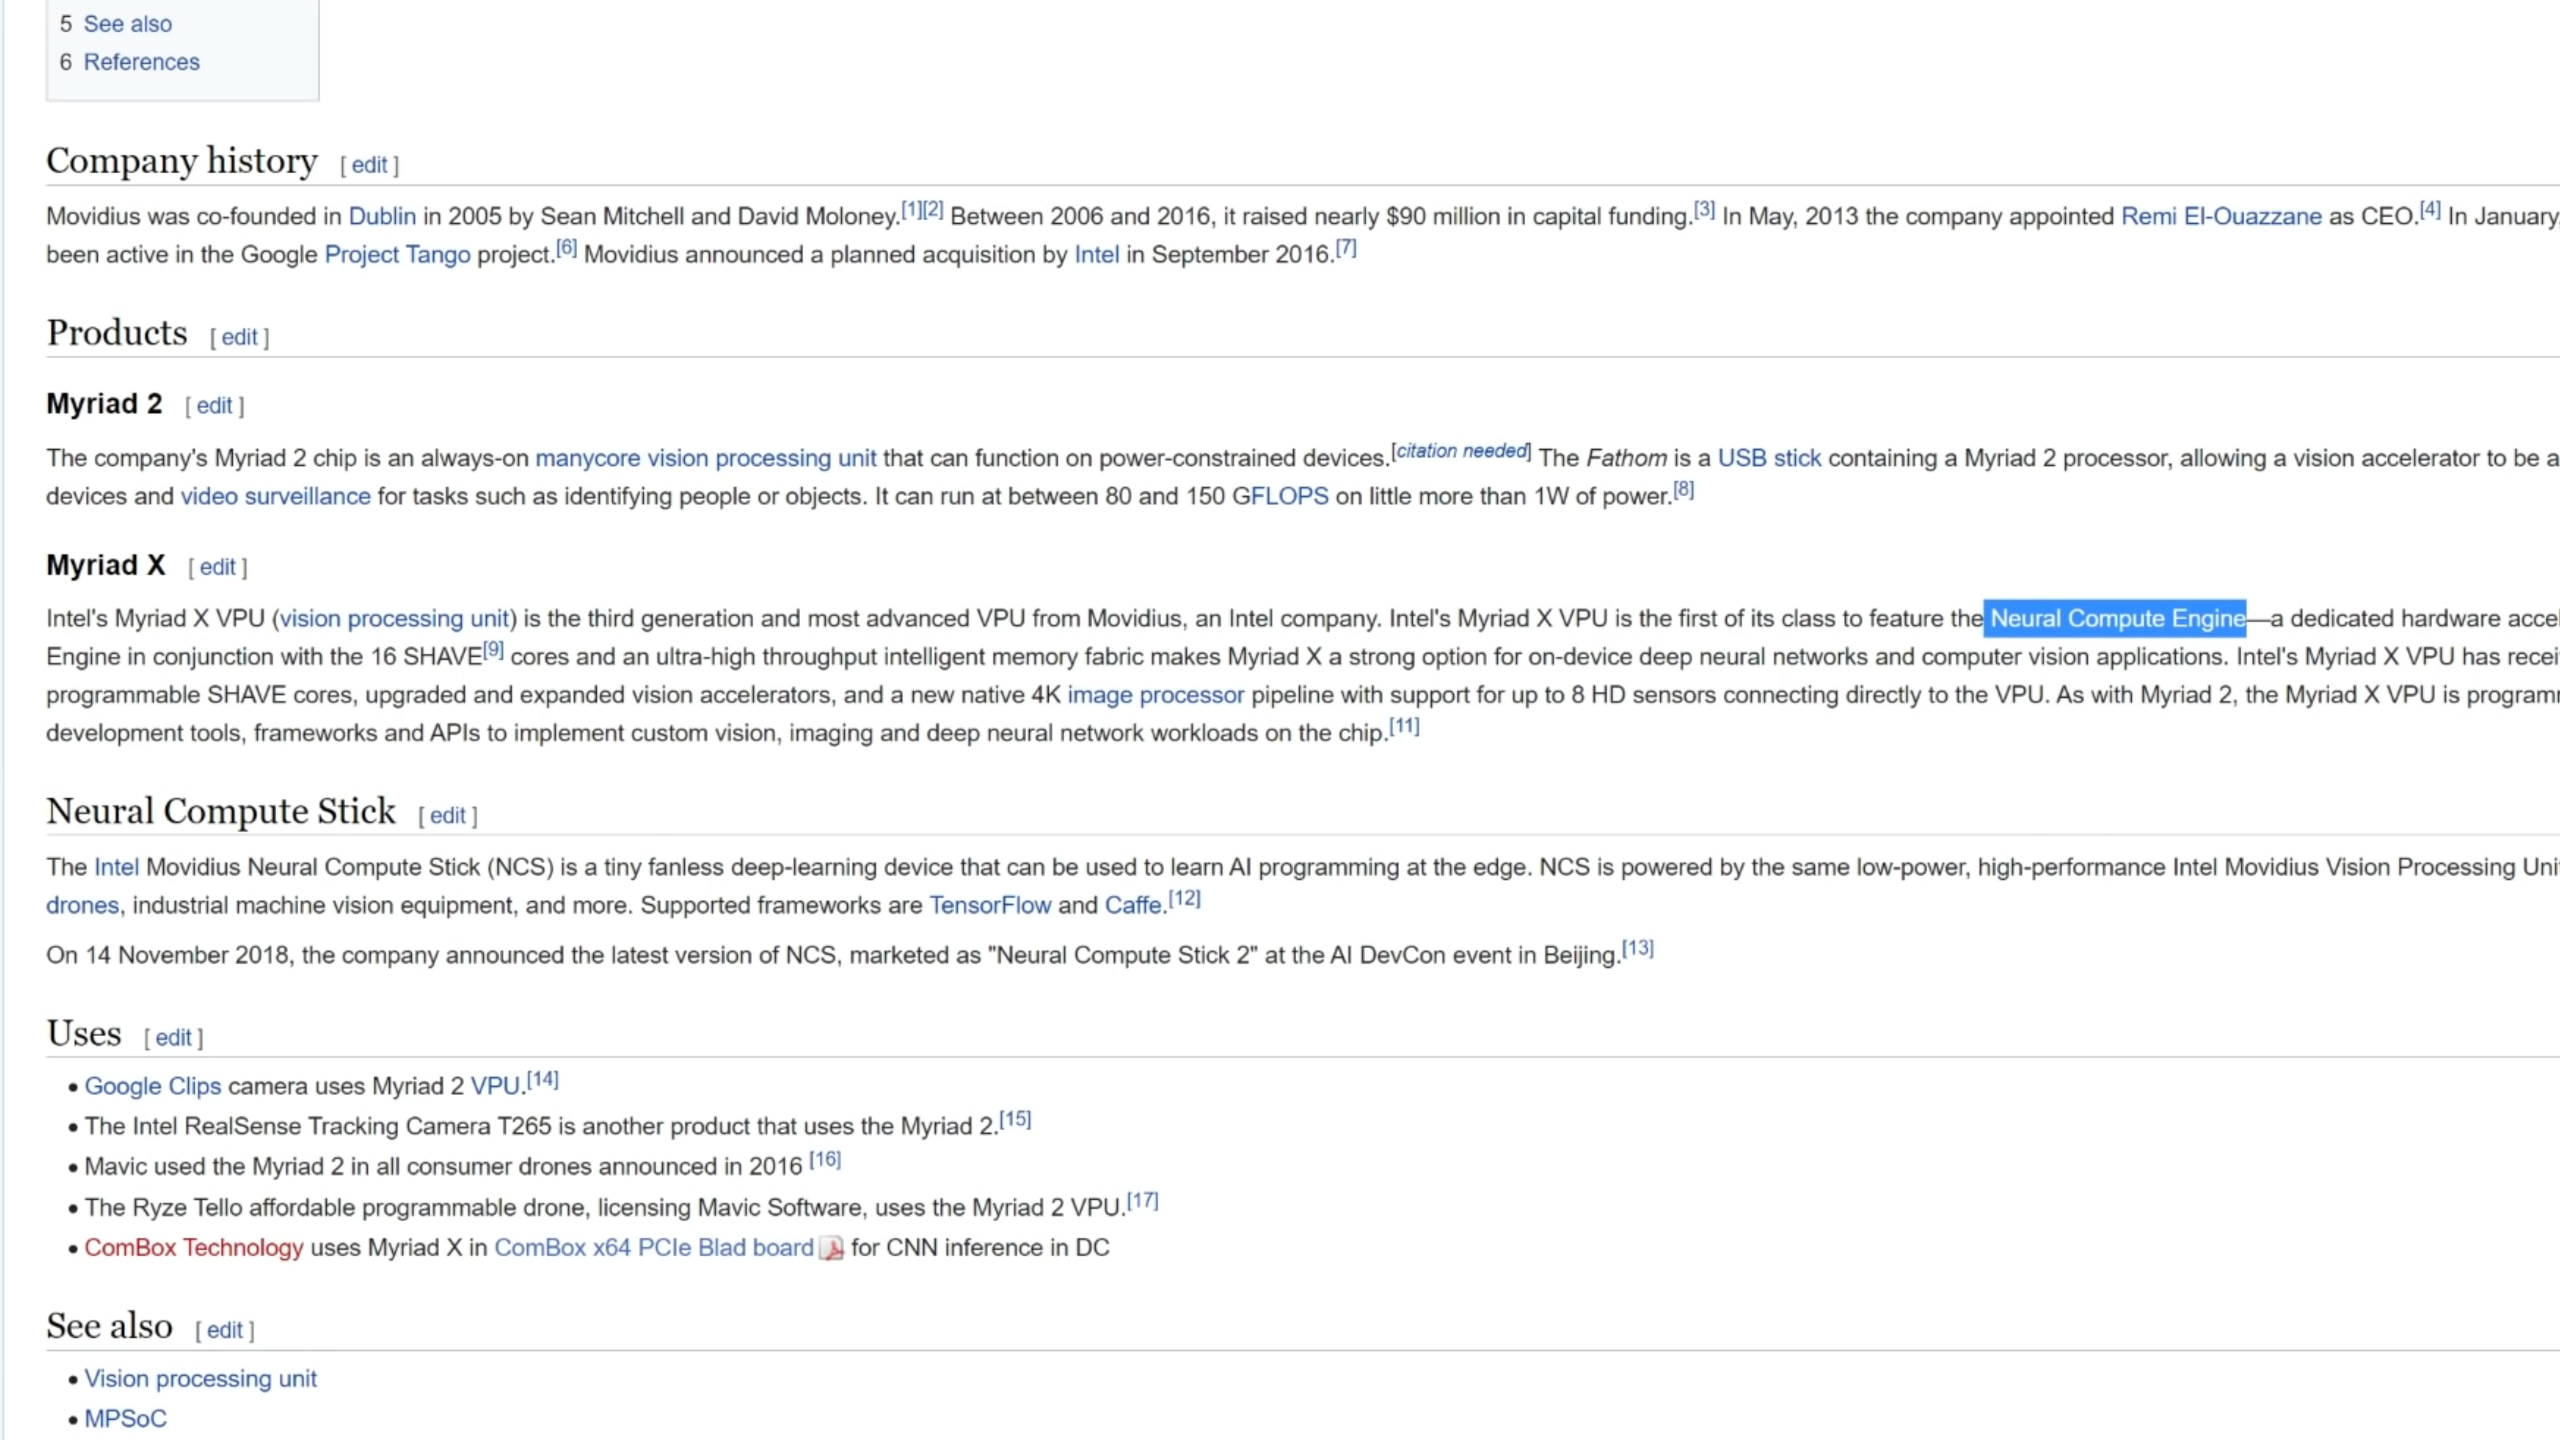 5 See also
6 References
Company history [ edit ]
Movidius was co-founded in Dublin in 2005 by Sean Mitchell and David Moloney.[1][2] Between 2006 and 2016, it raised nearly $90 million in capital funding.[3] In May, 2013 the company appointed Remi El-Ouazzane as CEO.[4] In January,
been active in the Google Project Tango project.[6] Movidius announced a planned acquisition by Intel in September 2016.[7]
Products [ edit ]
Myriad 2 [ edit ]
The company's Myriad 2 chip is an always-on manycore vision processing unit that can function on power-constrained devices.[citation needed] The Fathom is a USB stick containing a Myriad 2 processor, allowing a vision accelerator to be a
devices and video surveillance for tasks such as identifying people or objects. It can run at between 80 and 150 GFLOPS on little more than 1W of power.[8]
Myriad X [ edit ]
Intel's Myriad X VPU (vision processing unit) is the third generation and most advanced VPU from Movidius, an Intel company. Intel's Myriad X VPU is the first of its class to feature the Neural Compute Engine—a dedicated hardware accel
Engine in conjunction with the 16 SHAVE[9] cores and an ultra-high throughput intelligent memory fabric makes Myriad X a strong option for on-device deep neural networks and computer vision applications. Intel's Myriad X VPU has recei
programmable SHAVE cores, upgraded and expanded vision accelerators, and a new native 4K image processor pipeline with support for up to 8 HD sensors connecting directly to the VPU. As with Myriad 2, the Myriad X VPU is program
development tools, frameworks and APIs to implement custom vision, imaging and deep neural network workloads on the chip.[11]
Neural Compute Stick [ edit ]
The Intel Movidius Neural Compute Stick (NCS) is a tiny fanless deep-learning device that can be used to learn AI programming at the edge. NCS is powered by the same low-power, high-performance Intel Movidius Vision Processing Uni
drones, industrial machine vision equipment, and more. Supported frameworks are TensorFlow and Caffe.[12]
On 14 November 2018, the company announced the latest version of NCS, marketed as "Neural Compute Stick 2" at the AI DevCon event in Beijing.[13]
Uses [ edit ]
• Google Clips camera uses Myriad 2 VPU.[14]
• The Intel RealSense Tracking Camera T265 is another product that uses the Myriad 2.[15]
• Mavic used the Myriad 2 in all consumer drones announced in 2016 [16]
• The Ryze Tello affordable programmable drone, licensing Mavic Software, uses the Myriad 2 VPU.[17]
• ComBox Technology uses Myriad X in ComBox x64 PCIe Blad board for CNN inference in DC
See also [ edit ]
• Vision processing unit
• MPSoC